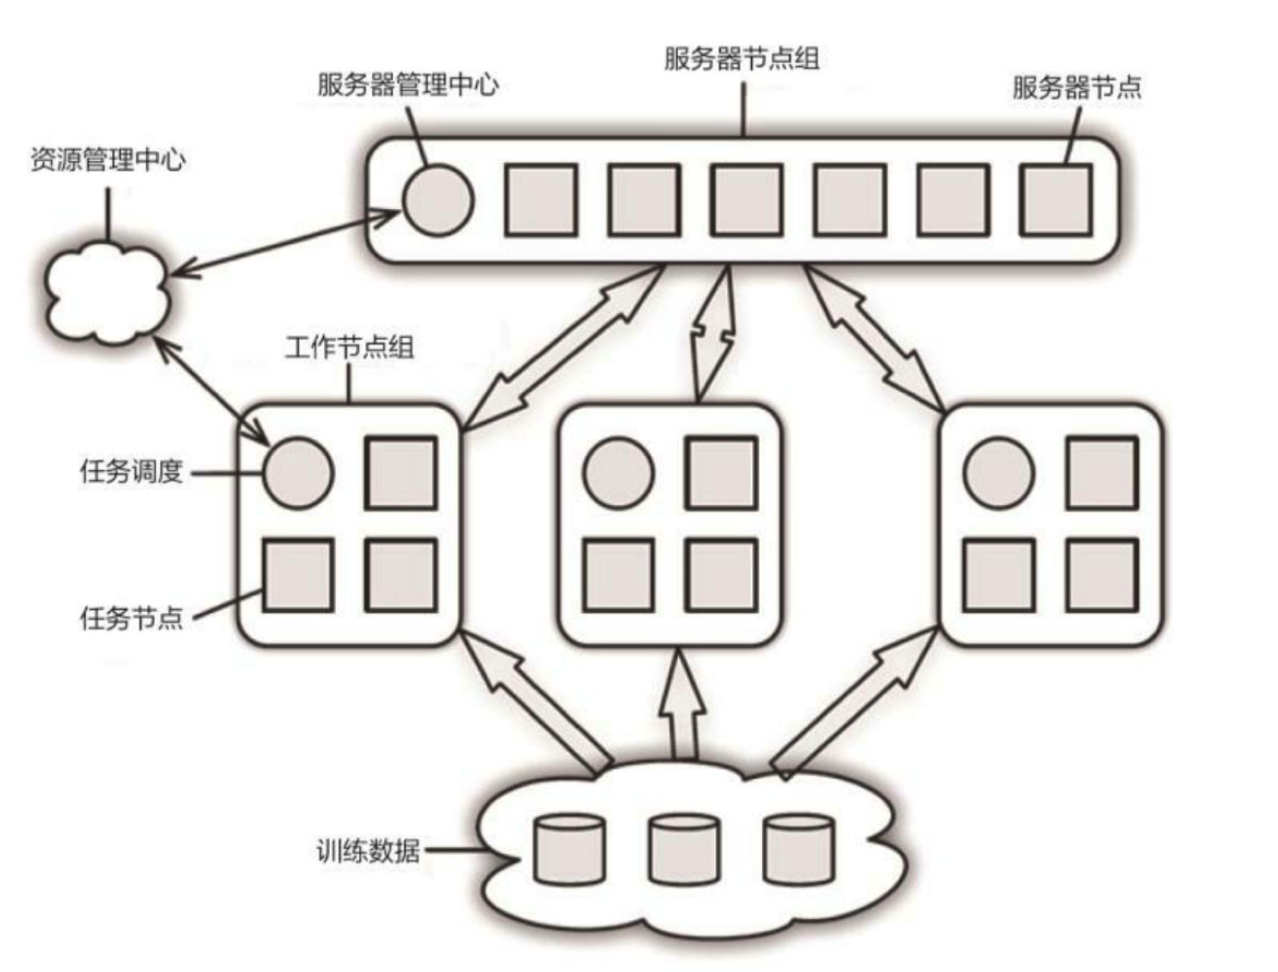 服务器节点组
服务器管理中心
服务器节点
资源管理中心
工作节点组
任务调度
任务节点
训练数据